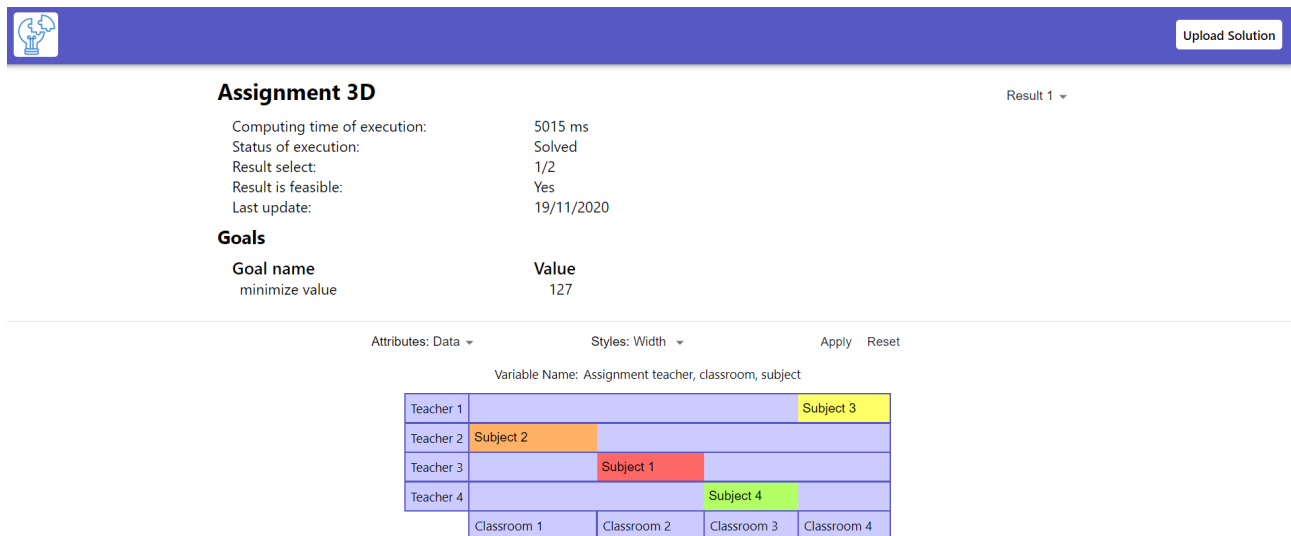 Upload Solution
Assignment 3D
Result 1
Computing time of execution: 5015 ms
Status of execution: Solved
Result select: 1/2
Result is feasible: Yes
Last update: 19/11/2020
Goals
Goal name Value
minimize value 127
Attributes: Data Styles: Width Apply Reset
Variable Name: Assignment teacher, classroom, subject
Teacher 1 Subject 3
Teacher 2 Subject 2
Teacher 3 Subject 1
Teacher 4 Subject 4
Classroom 1 Classroom 2 Classroom 3 Classroom 4